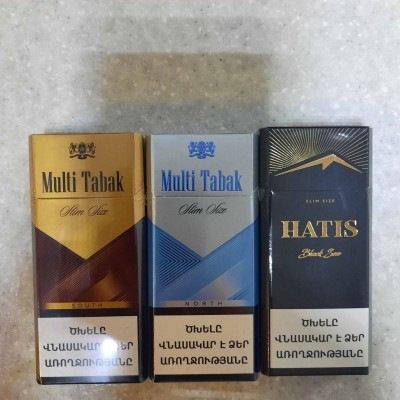 Multi Tabak
Slim Size
SOUTH
ԾԽԵԼԸ
ՎՆԱՍԱԿԱՐ Է ՁԵՐ
ԱՌՈՂՋՈՒԹՅԱՆԸ
Multi Tabak
Slim Size
NORTH
ԾԽԵԼԸ
ՎՆԱՍԱԿԱՐ Է ՁԵՐ
ԱՌՈՂՋՈՒԹՅԱՆԸ
SLIM SIZE
HATIS
Black Sea
ԾԽԵԼԸ
ՎՆԱՍԱԿԱՐ Է ՁԵՐ
ԱՌՈՂՋՈՒԹՅԱՆԸ